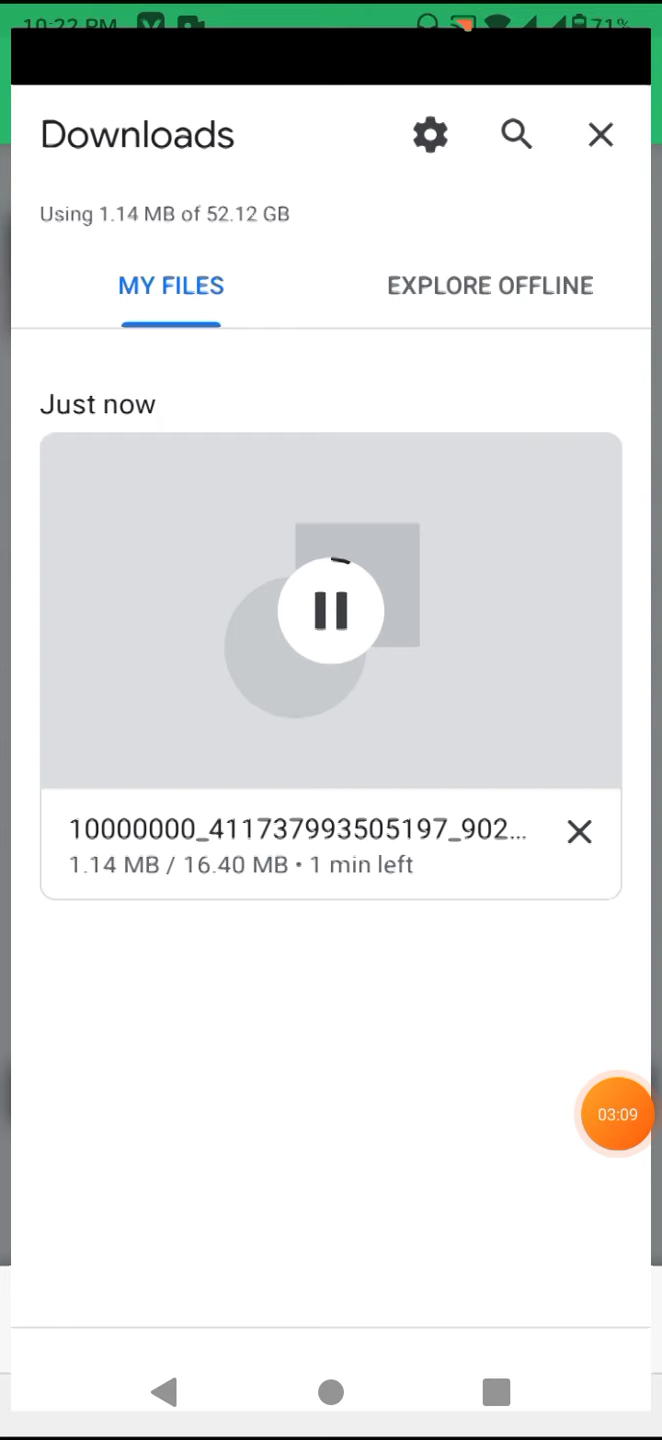 10:22 PM 71%
Downloads
Using 1.14 MB of 52.12 GB
MY FILES EXPLORE OFFLINE
Just now
10000000_411737993505197_902...
1.14 MB / 16.40 MB • 1 min left
03:09